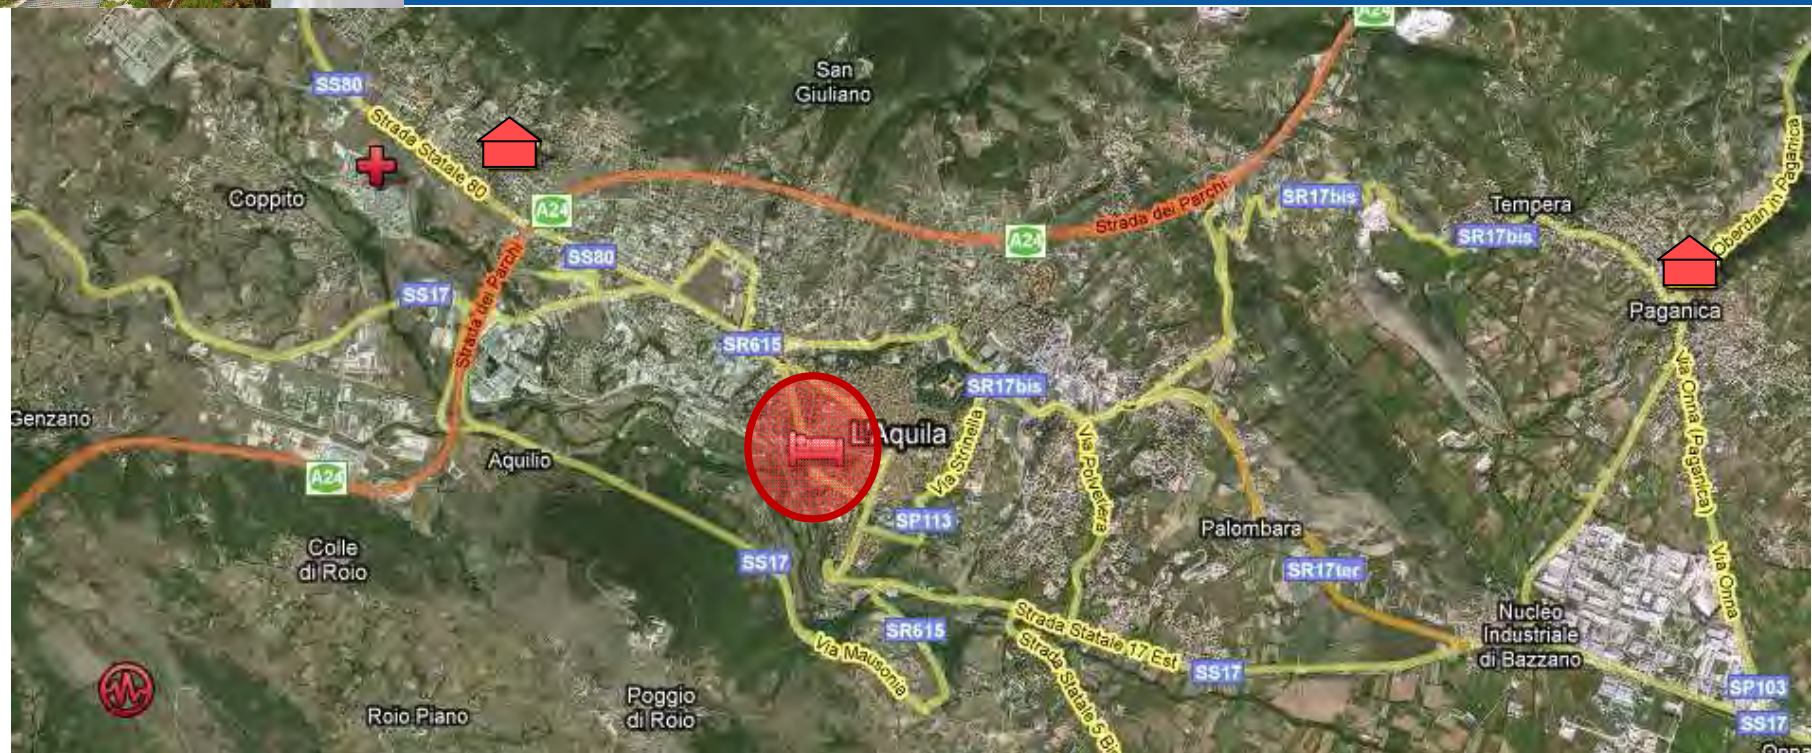 A24
San
Giuliano
SS80
Strada Statale 80
Coppito
A24
Strada dei Parchi
SR17bis
Tempera
Oberdan in Paganica
SR17bis
A24
SS80
SS17
Strada dei Parchi
Paganica
SR615
SR17bis
Via Onna (Paganica)
Genzano
L'Aquila
Via Strinella
Via Polveriera
Aquilio
A24
SP113
Palombara
Colle
di Roio
SS17
SR17ter
Via Onna
Nucleo
Industriale
di Bazzano
Strada Statale 17 Est
SR615
Via Mausonia
Strada Statale 5 B
SS17
SP103
Poggio
di Roio
Roio Piano
SS17